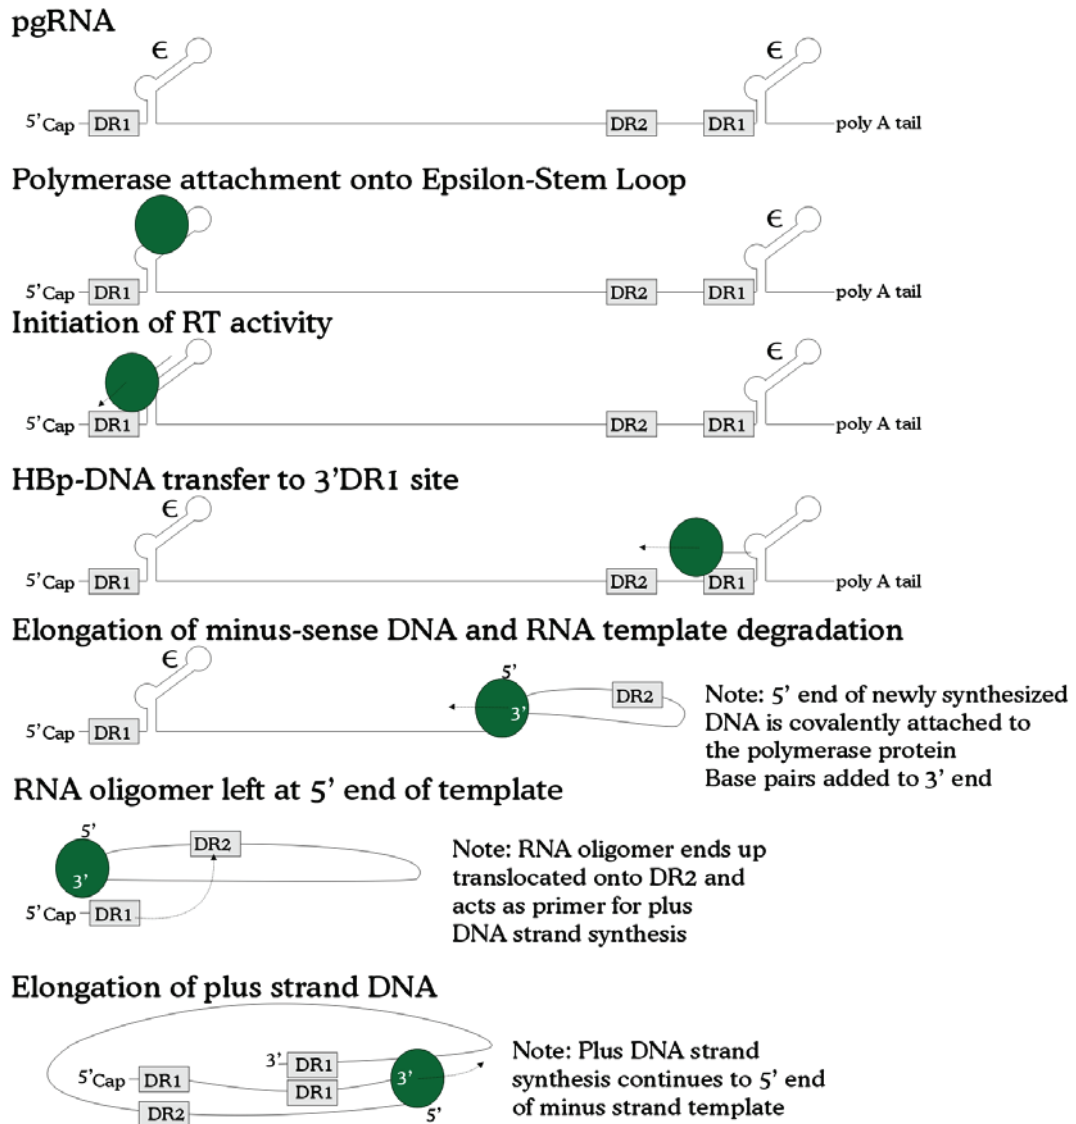 pgRNA
ϵ ϵ
5'Cap DR1 DR2 DR1 poly A tail
Polymerase attachment onto Epsilon-Stem Loop
ϵ
5'Cap DR1 DR2 DR1 poly A tail
Initiation of RT activity
ϵ
5'Cap DR1 DR2 DR1 poly A tail
HBp-DNA transfer to 3'DR1 site
ϵ
5'Cap DR1 DR2 DR1 poly A tail
Elongation of minus-sense DNA and RNA template degradation
ϵ
5'
DR2
3'
5'Cap DR1
Note: 5' end of newly synthesized
DNA is covalently attached to
the polymerase protein
Base pairs added to 3' end
RNA oligomer left at 5' end of template
5'
DR2
3'
5'Cap DR1
Note: RNA oligomer ends up
translocated onto DR2 and
acts as primer for plus
DNA strand synthesis
Elongation of plus strand DNA
3' DR1
5'Cap DR1 DR1 3'
DR2 5'
Note: Plus DNA strand
synthesis continues to 5' end
of minus strand template